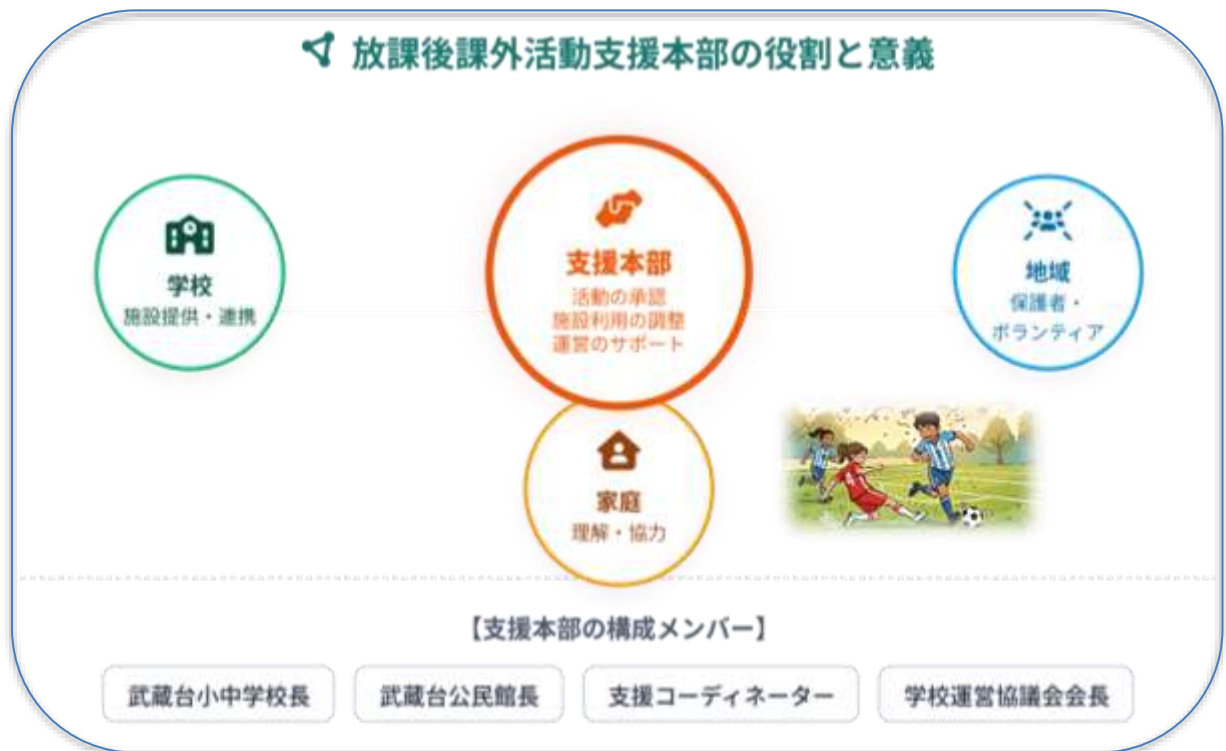 放課後課外活動支援本部の役割と意義
学校
施設提供・連携
支援本部
活動の承認
施設利用の調整
運営のサポート
地域
保護者・
ボランティア
家庭
理解・協力
【支援本部の構成メンバー】
武蔵台小中学校長
武蔵台公民館長
支援コーディネーター
学校運営協議会会長